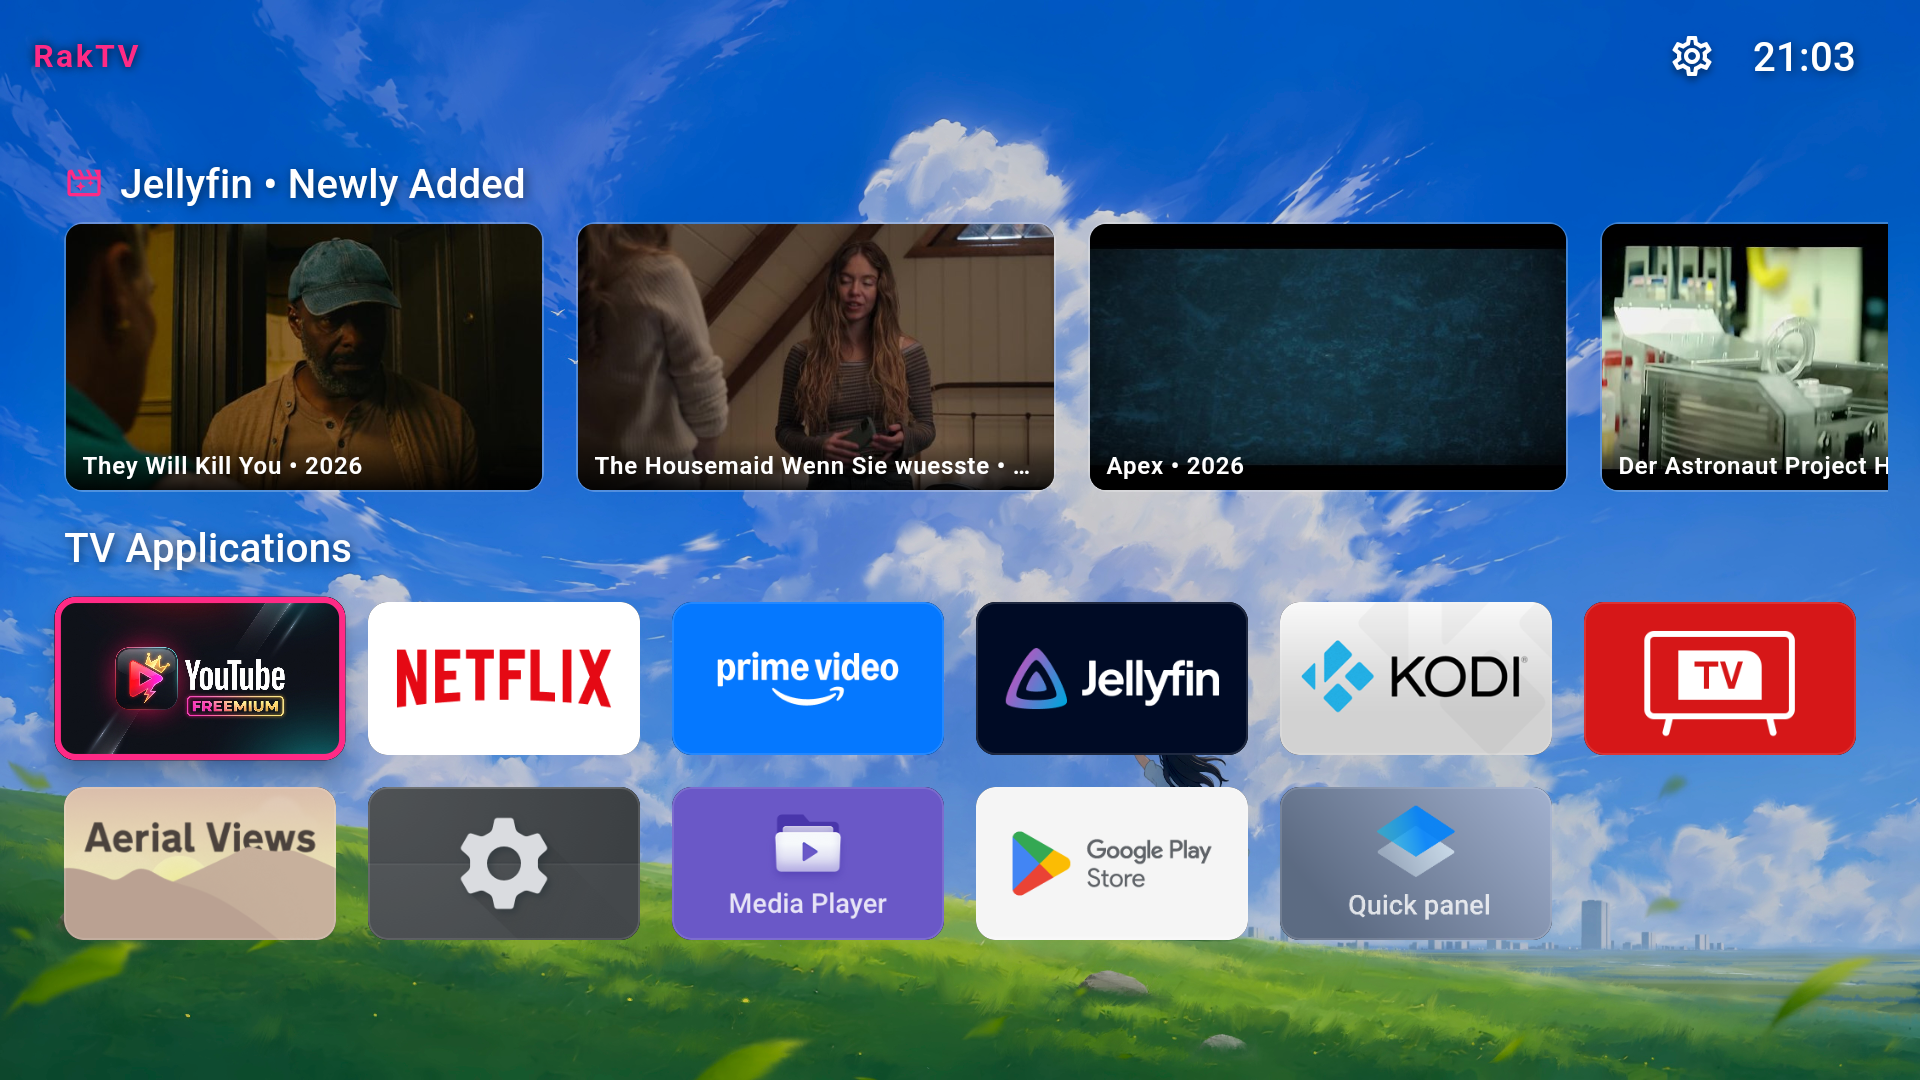 RakTV
21:03
Jellyfin • Newly Added
They Will Kill You • 2026
The Housemaid Wenn Sie wuesste • ...
Apex • 2026
Der Astronaut Project H
TV Applications
YouTube
FREEMIUM
NETFLIX
prime video
Jellyfin
KODI
TV
Aerial Views
Media Player
Google Play
Store
Quick panel